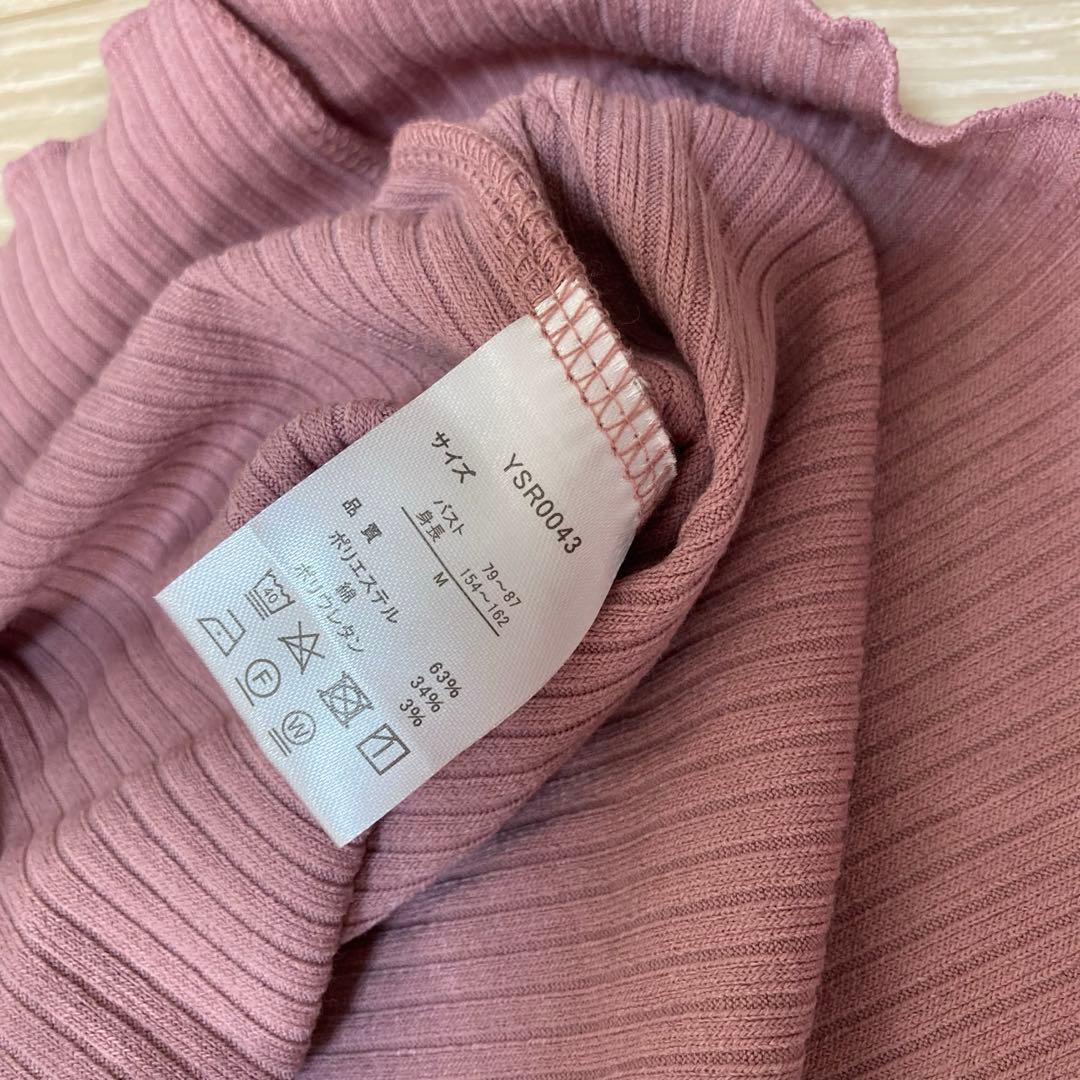 YSR0043
サイズ
バスト 79～87
身長 154～162
M
品質
ポリエステル 63%
綿 34%
ポリウレタン 3%
40
F
W